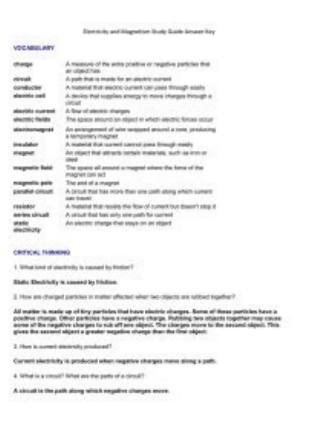 Electricity and Magnetism Study Guide Answer Key
VOCABULARY
charge A measure of the extra positive or negative particles that
an object has
circuit A path that is made for an electric current
conductor A material that electric current can pass through easily
electric cell A device that supplies energy to move charges through a
circuit
electric current A flow of electric charges
electric fields The space around an object in which electric forces occur
electromagnet An arrangement of wire wrapped around a core, producing
a temporary magnet
insulator A material that current cannot pass through easily
magnet An object that attracts certain materials, such as iron or
steel
magnetic field The space all around a magnet where the force of the
magnet can act
magnetic pole The end of a magnet
parallel circuit A circuit that has more than one path along which current
can travel
resistor A material that resists the flow of current but doesn't stop it
series circuit A circuit that has only one path for current
static An electric charge that stays on an object
electricity
CRITICAL THINKING
1. What kind of electricity is caused by friction?
Static Electricity is caused by friction.
2. How are charged particles in matter affected when two objects are rubbed together?
All matter is made up of tiny particles that have electric charges. Some of these particles have a
positive charge. Other particles have a negative charge. Rubbing two objects together may cause
some of the negative charges to rub off one object. The charges move to the second object. This
gives the second object a greater negative charge than the first object.
3. How is current electricity produced?
Current electricity is produced when negative charges move along a path.
4. What is a circuit? What are the parts of a circuit?
A circuit is the path along which negative charges move.